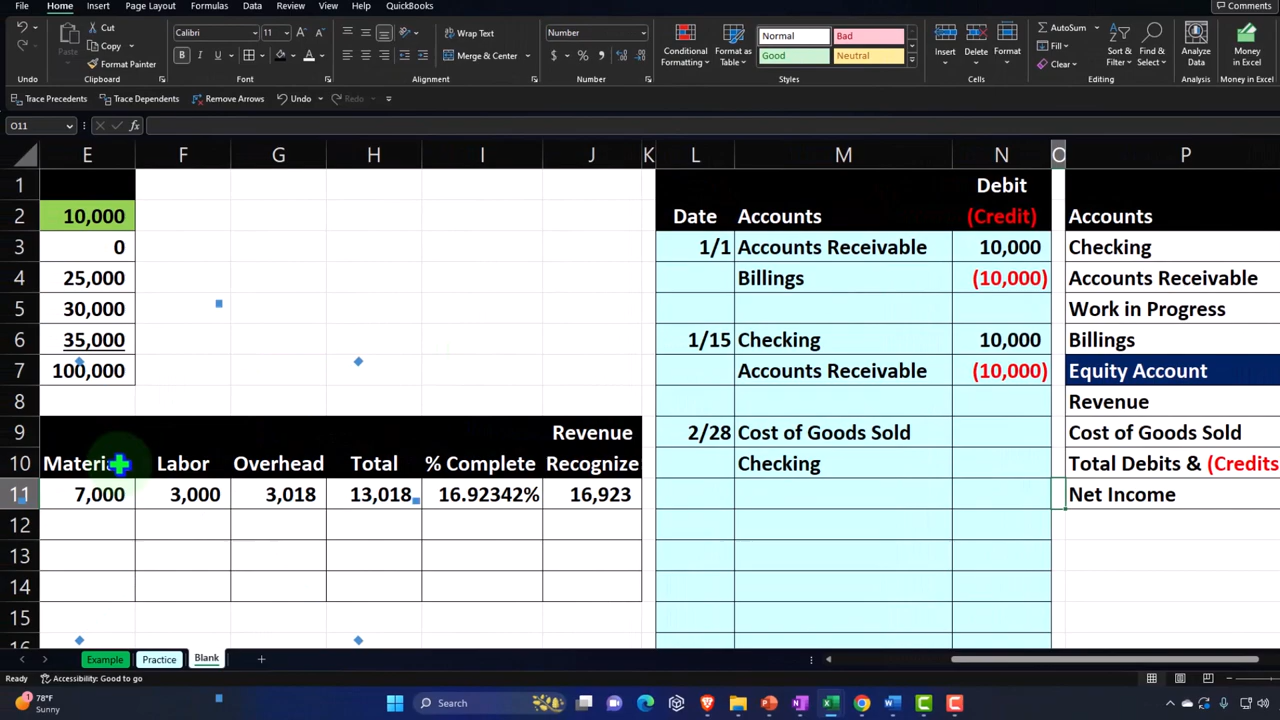 File Home Insert Page Layout Formulas Data Review View Help QuickBooks Comments
Cut Calibri 11 Wrap Text Number Normal Bad AutoSum
Paste Copy Conditional Format as Good Neutral Insert Delete Format Fill Sort & Find & Analyze Money
Format Painter Merge & Center Formatting Table Clear Filter Select Data in Excel
Undo Clipboard Font Alignment Number Styles Cells Editing Analysis Money in Excel
Trace Precedents Trace Dependents Remove Arrows Undo Redo
O11 fx
E F G H I J K L M N O P
1 Debit
2 10,000 Date Accounts (Credit) Accounts
3 0 1/1 Accounts Receivable 10,000 Checking
4 25,000 Billings (10,000) Accounts Receivable
5 30,000 Work in Progress
6 35,000 1/15 Checking 10,000 Billings
7 100,000 Accounts Receivable (10,000) Equity Account
8 Revenue
9 Revenue 2/28 Cost of Goods Sold Cost of Goods Sold
10 Labor Overhead Total % Complete Recognize Checking Total Debits & (Credits
11 7,000 3,000 3,018 13,018 16.92342% 16,923 Net Income
12
13
14
15
Example Practice Blank
Ready Accessibility: Good to go
78°F
Sunny
Search